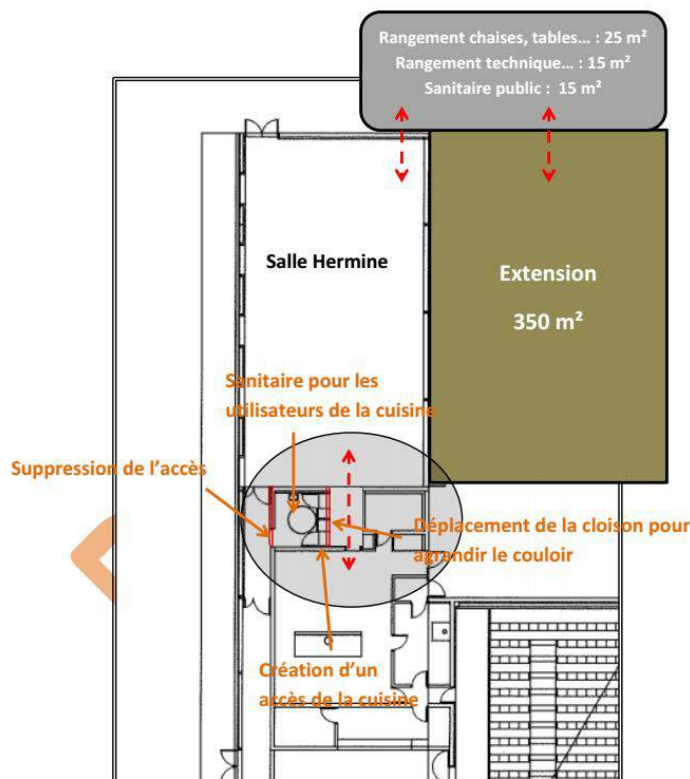 Rangement chaises, tables… : 25 m²
Rangement technique… : 15 m²
Sanitaire public : 15 m²
Salle Hermine
Extension
350 m²
Sanitaire pour les
utilisateurs de la cuisine
Suppression de l’accès
Déplacement de la cloison pour
agrandir le couloir
Création d’un
accès de la cuisine